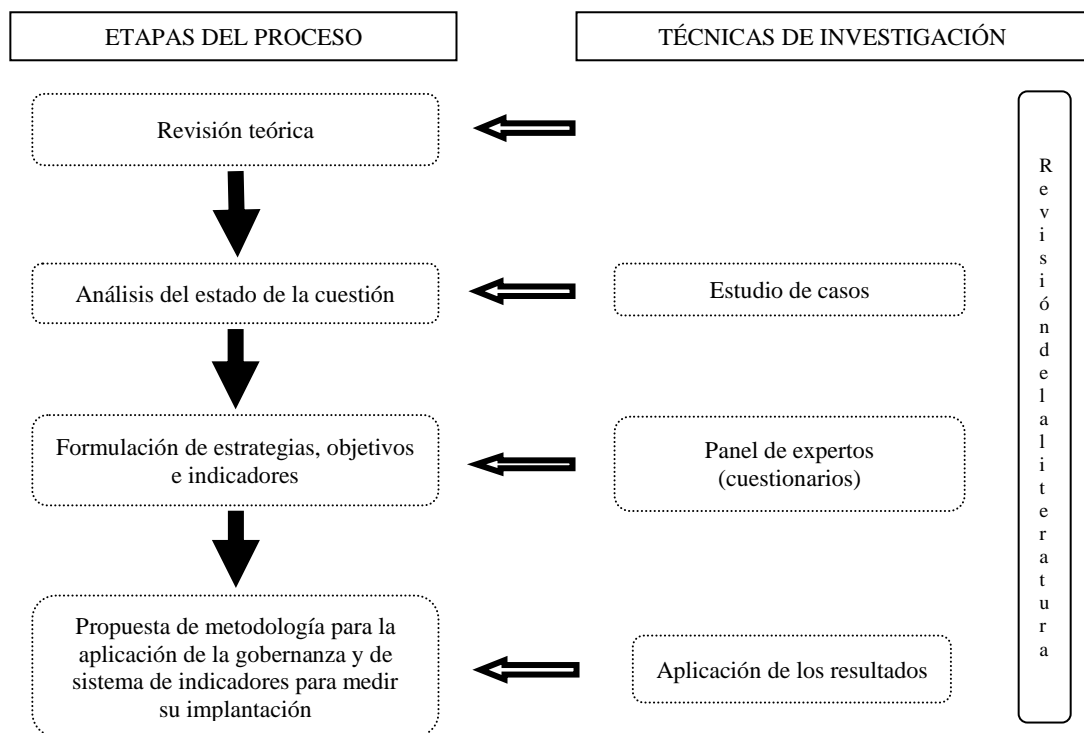 ETAPAS DEL PROCESO
TÉCNICAS DE INVESTIGACIÓN
Revisión teórica
Análisis del estado de la cuestión
Estudio de casos
Formulación de estrategias, objetivos
e indicadores
Panel de expertos
(cuestionarios)
Propuesta de metodología para la
aplicación de la gobernanza y de
sistema de indicadores para medir
su implantación
Aplicación de los resultados
Revisióndelaliteratura